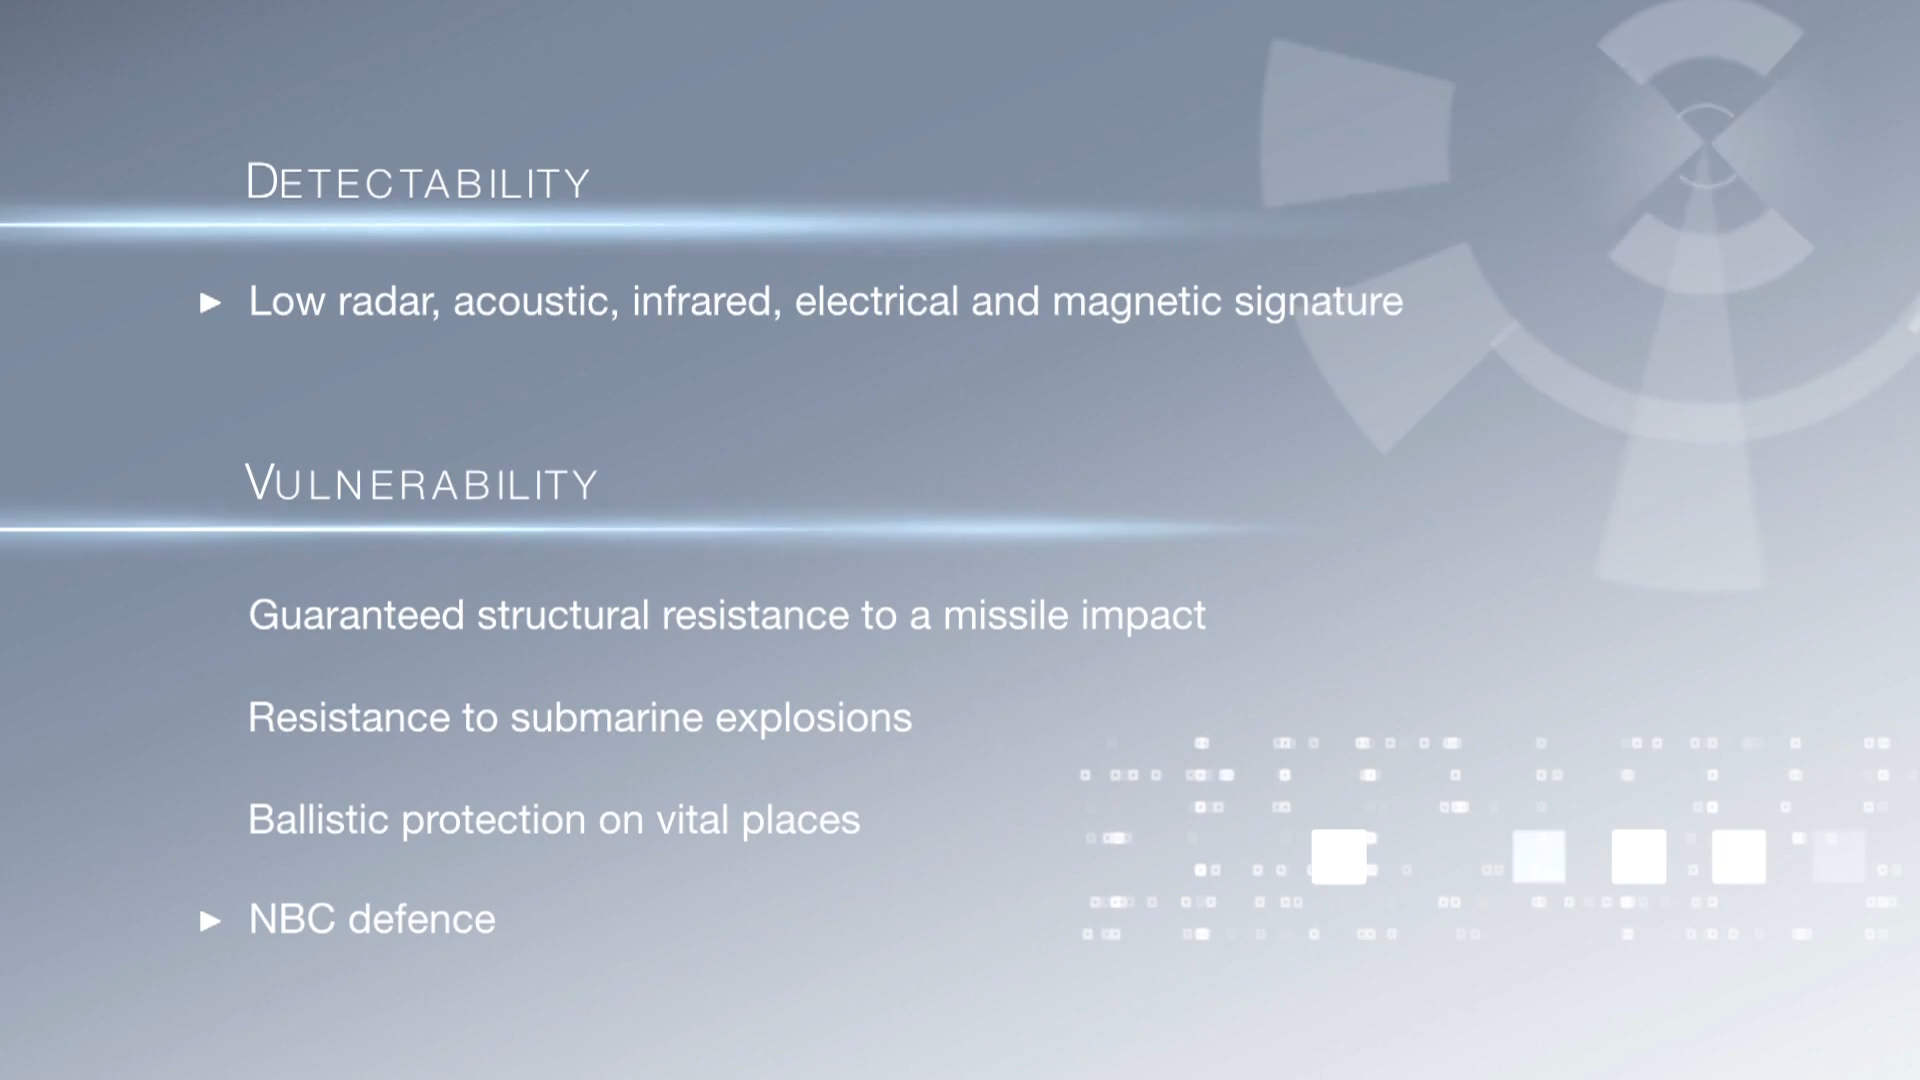 DETECTABILITY
► Low radar, acoustic, infrared, electrical and magnetic signature
VULNERABILITY
Guaranteed structural resistance to a missile impact
Resistance to submarine explosions
Ballistic protection on vital places
► NBC defence